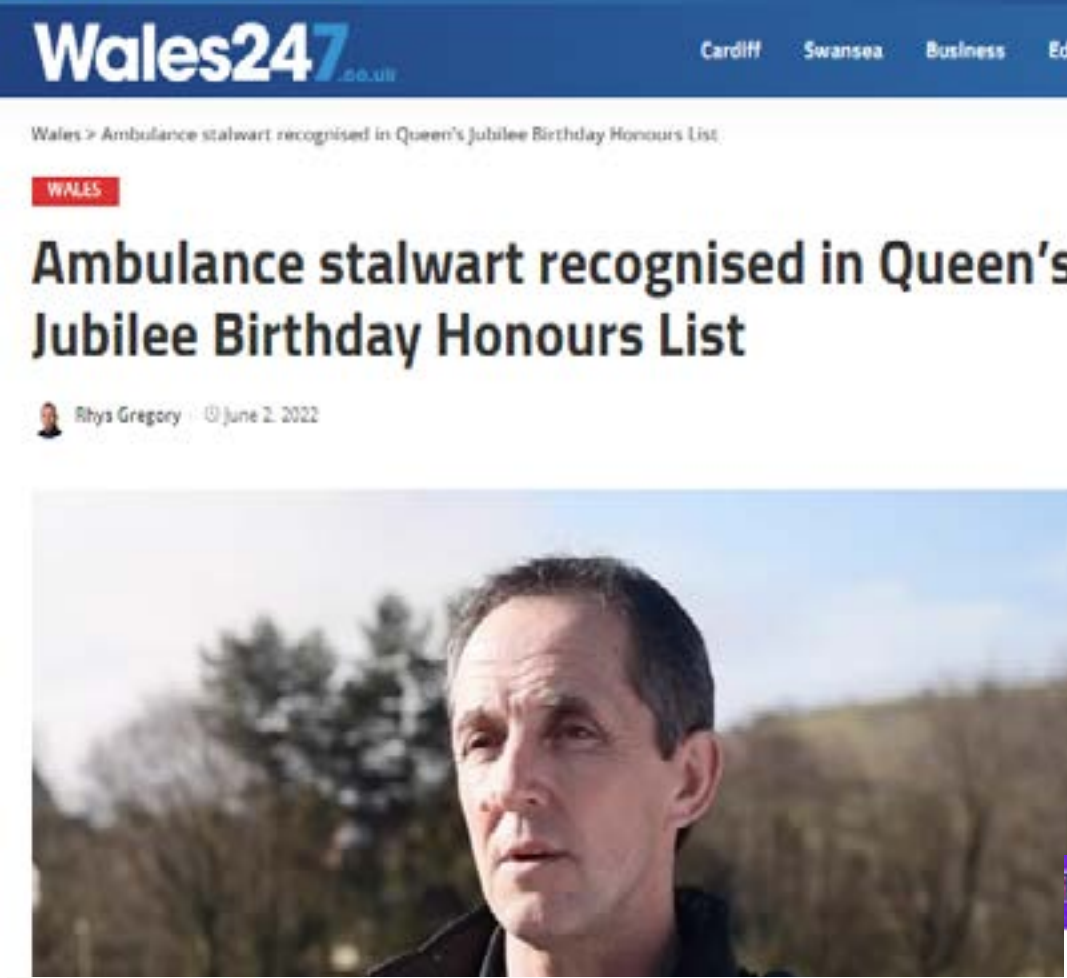 Wales247.co.uk
Cardiff Swansea Business Ed
Wales > Ambulance stalwart recognised in Queen's Jubilee Birthday Honours List
WALES
Ambulance stalwart recognised in Queen's
Jubilee Birthday Honours List
Rhys Gregory June 2, 2022